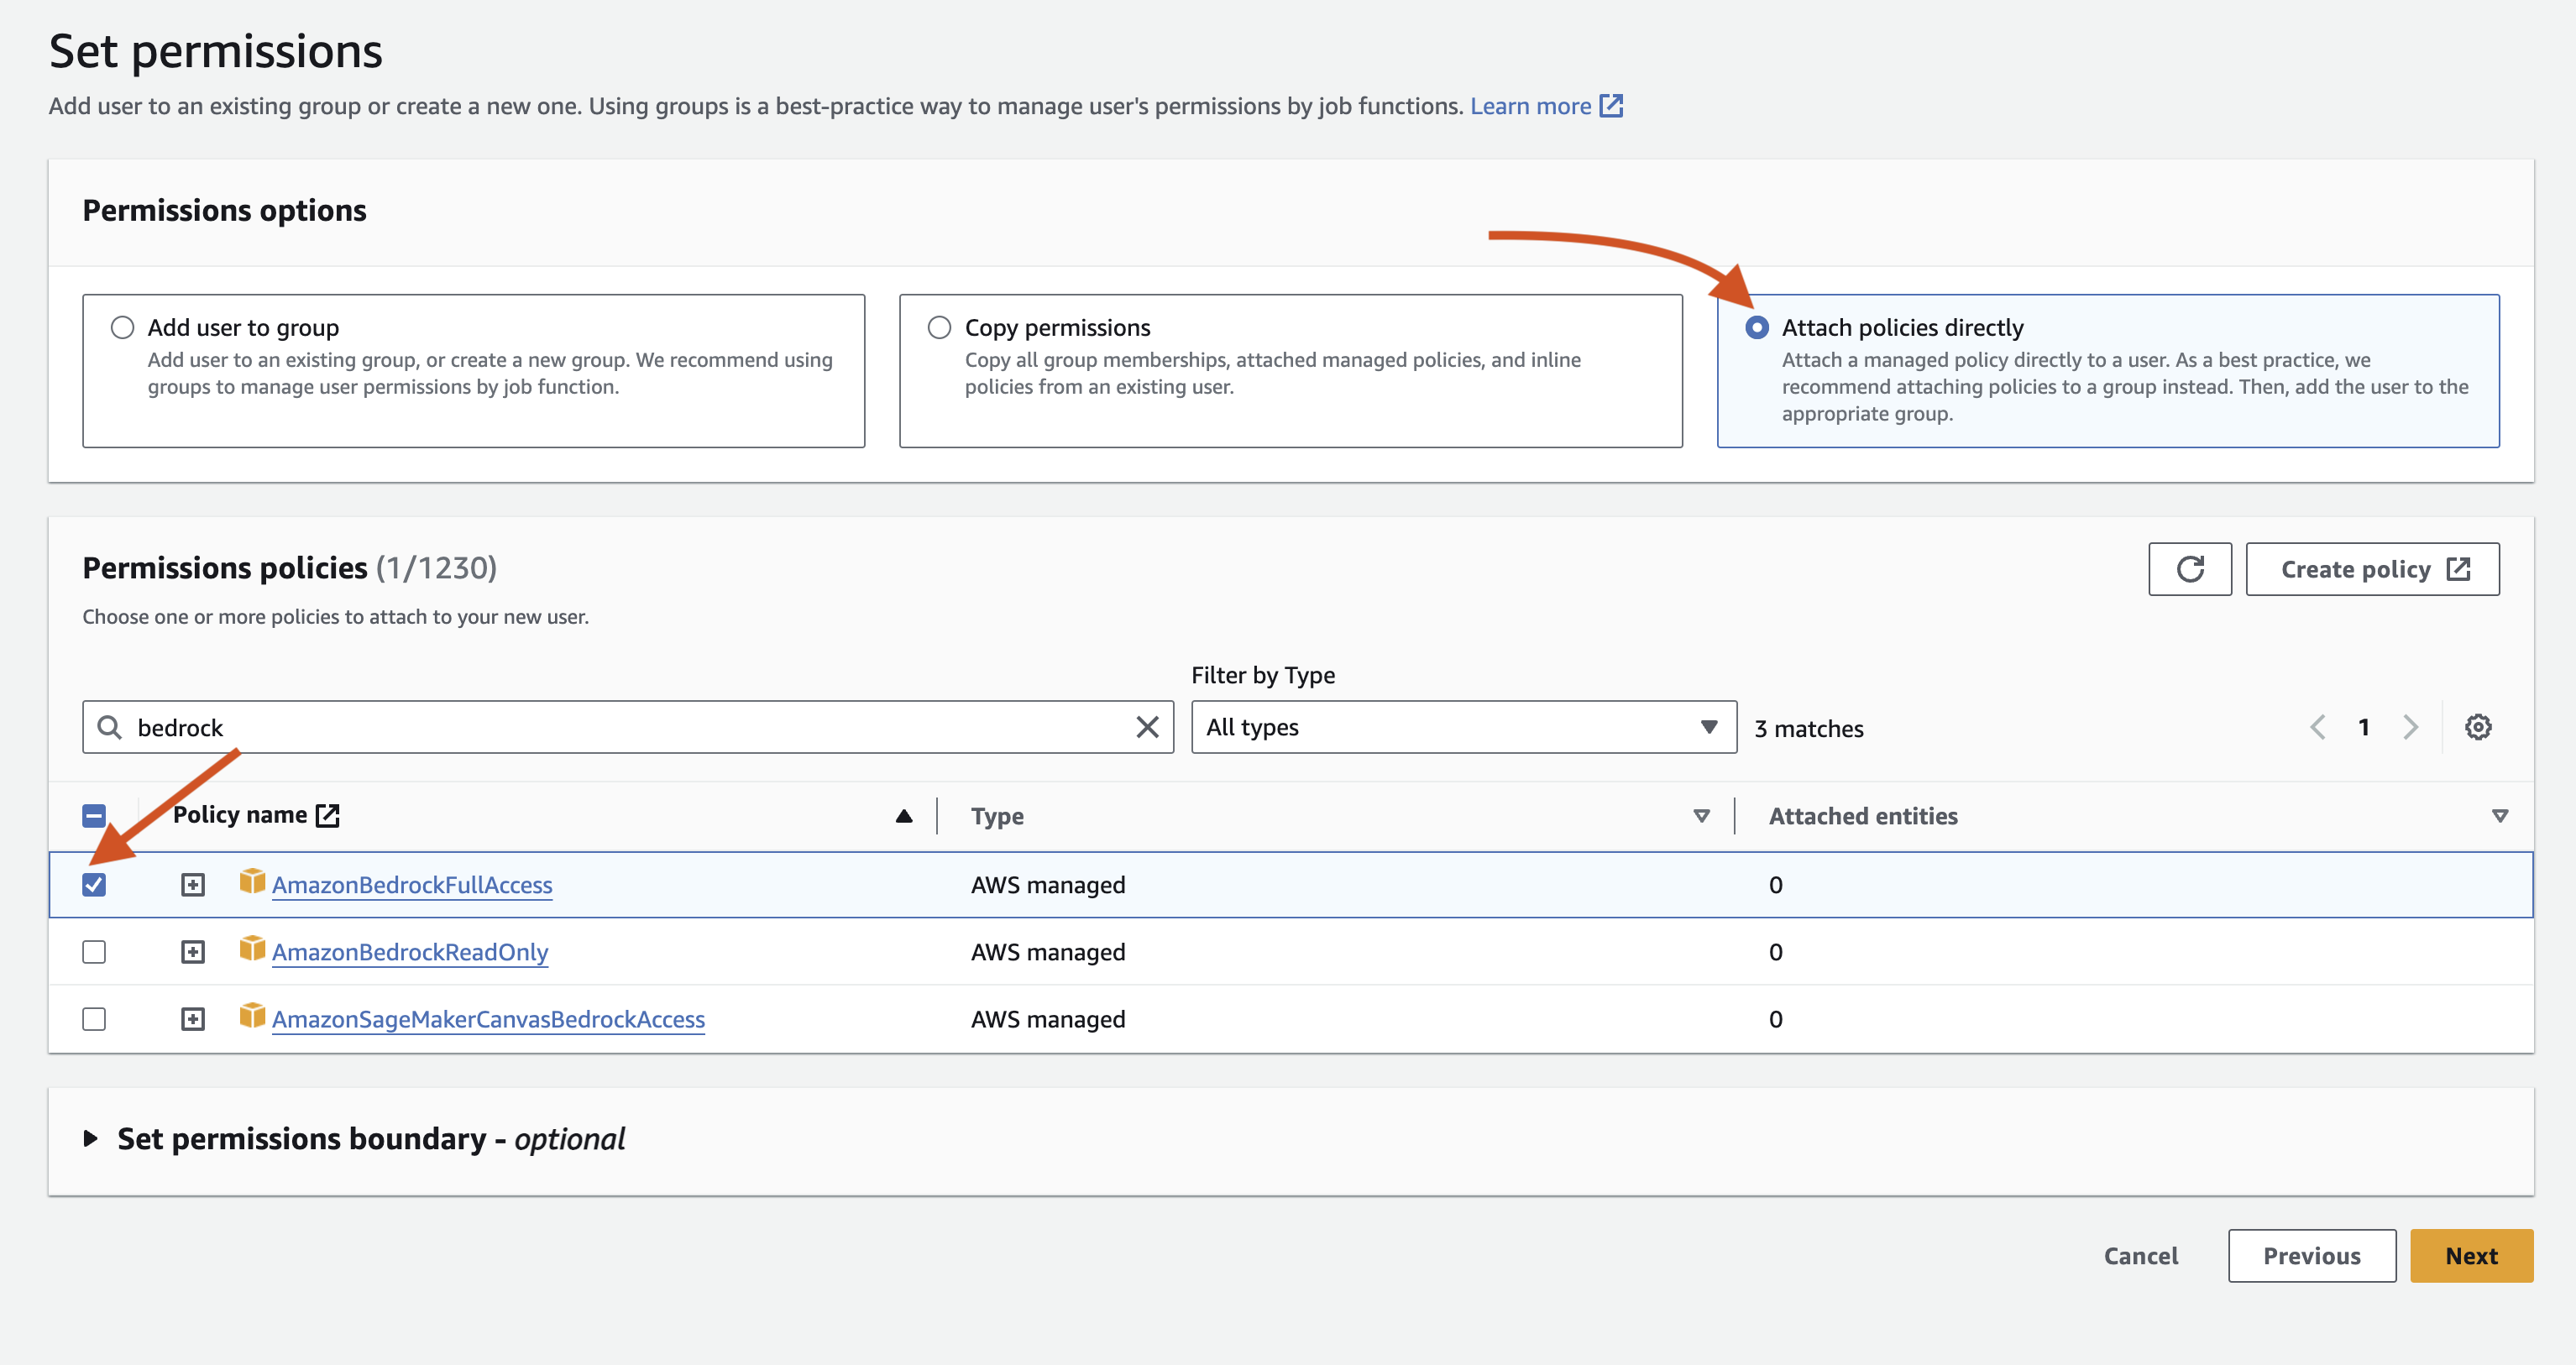 Set permissions
Add user to an existing group or create a new one. Using groups is a best-practice way to manage user's permissions by job functions. Learn more
Permissions options
Add user to group
Add user to an existing group, or create a new group. We recommend using
groups to manage user permissions by job function.
Copy permissions
Copy all group memberships, attached managed policies, and inline
policies from an existing user.
Attach policies directly
Attach a managed policy directly to a user. As a best practice, we
recommend attaching policies to a group instead. Then, add the user to the
appropriate group.
Permissions policies (1/1230)
Create policy
Choose one or more policies to attach to your new user.
Filter by Type
bedrock
All types
3 matches
1
Policy name
Type
Attached entities
AmazonBedrockFullAccess
AWS managed
0
AmazonBedrockReadOnly
AWS managed
0
AmazonSageMakerCanvasBedrockAccess
AWS managed
0
Set permissions boundary - optional
Cancel
Previous
Next